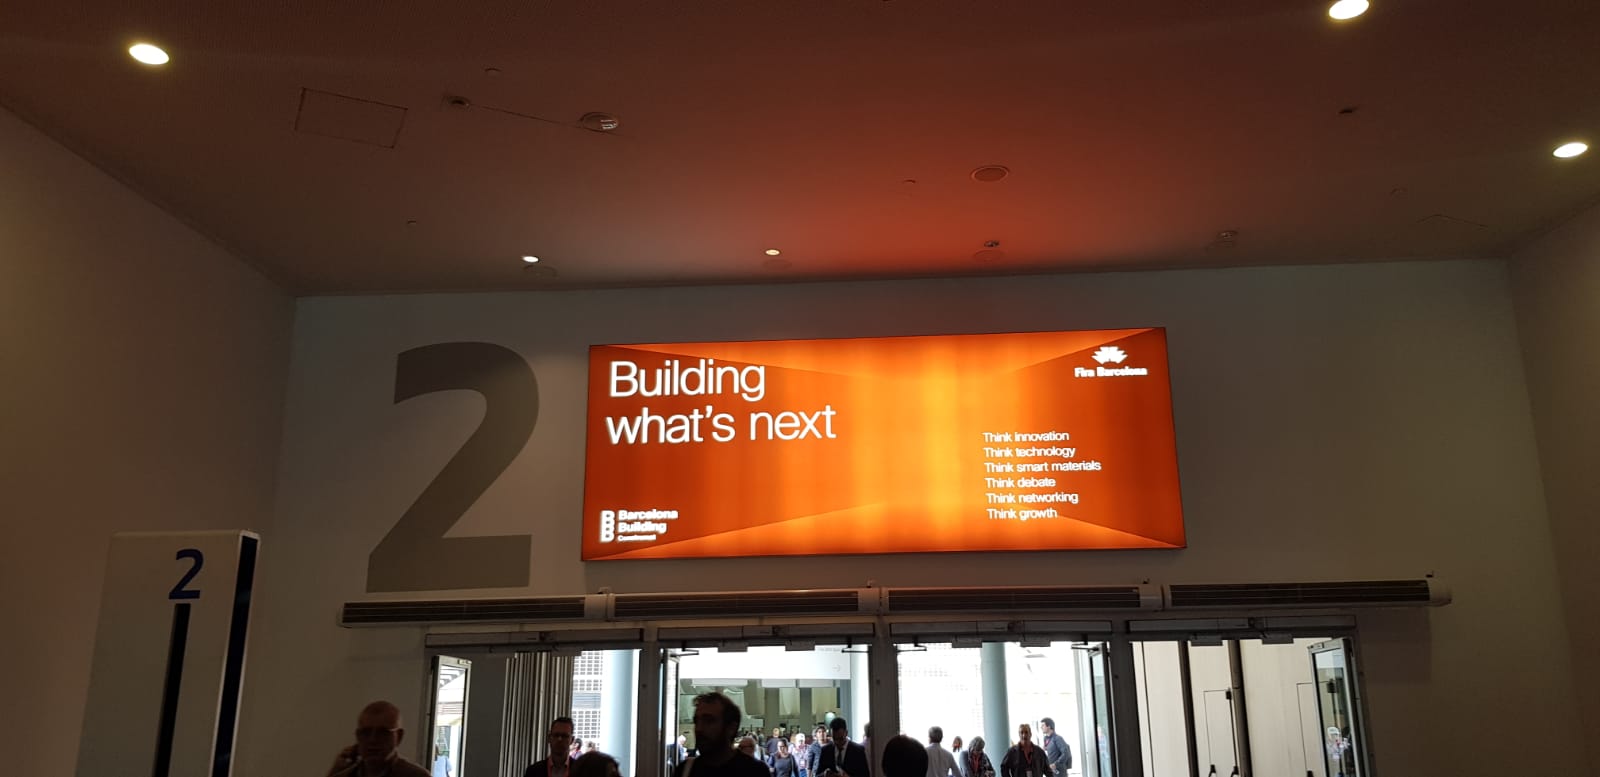 2
Building
what's next
Fira Barcelona
Think innovation
Think technology
Think smart materials
Think debate
Think networking
Think growth
Barcelona
Building
Construmat
2